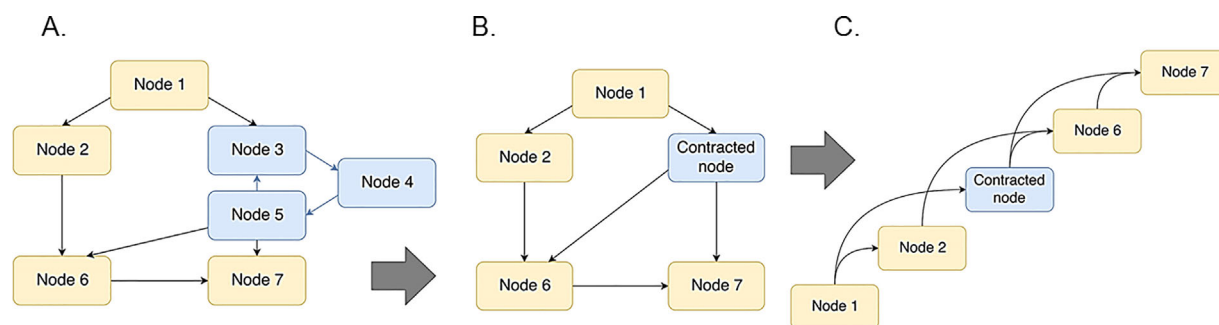 A.
Node 1
Node 2
Node 3
Node 4
Node 5
Node 6
Node 7
B.
Node 1
Node 2
Contracted
node
Node 6
Node 7
C.
Node 7
Node 6
Contracted
node
Node 2
Node 1